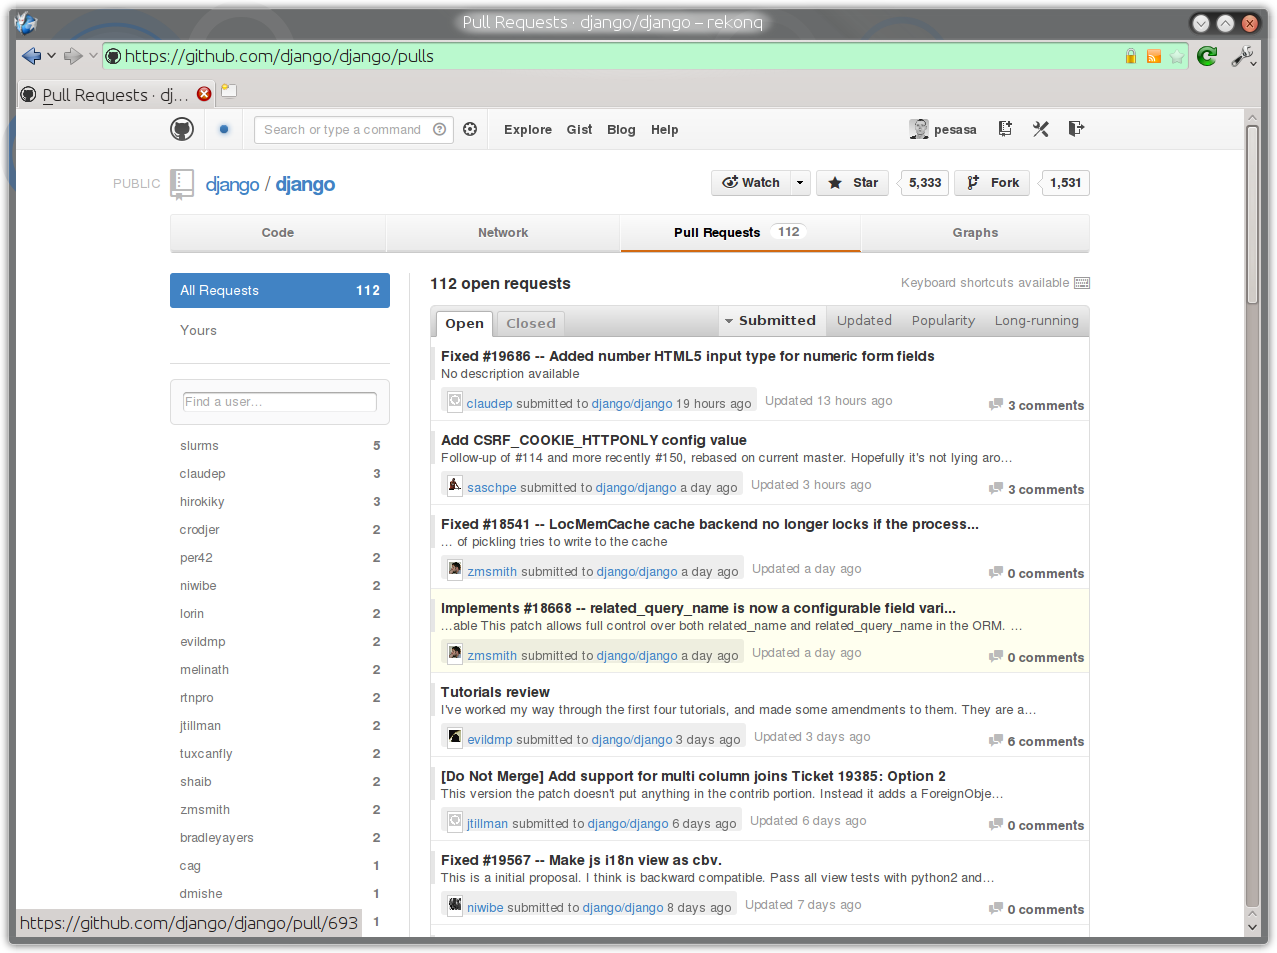 Pull Requests · django/django – rekonq
https://github.com/django/django/pulls
Pull Requests · dj...
Search or type a command
Explore Gist Blog Help
pesasa
PUBLIC django / django
Watch Star 5,333 Fork 1,531
Code Network Pull Requests 112 Graphs
All Requests 112
Yours
Find a user...
slurms 5
claudep 3
hirokiky 3
crodjer 2
per42 2
niwibe 2
lorin 2
evildmp 2
melinath 2
rtnpro 2
jtillman 2
tuxcanfly 2
shaib 2
zmsmith 2
bradleyayers 2
cag 1
dmishe 1
1
112 open requests Keyboard shortcuts available
Open Closed Submitted Updated Popularity Long-running
Fixed #19686 -- Added number HTML5 input type for numeric form fields
No description available
claudep submitted to django/django 19 hours ago Updated 13 hours ago 3 comments
Add CSRF_COOKIE_HTTPONLY config value
Follow-up of #114 and more recently #150, rebased on current master. Hopefully it's not lying aro...
saschpe submitted to django/django a day ago Updated 3 hours ago 3 comments
Fixed #18541 -- LocMemCache cache backend no longer locks if the process...
... of pickling tries to write to the cache
zmsmith submitted to django/django a day ago Updated a day ago 0 comments
Implements #18668 -- related_query_name is now a configurable field vari...
...able This patch allows full control over both related_name and related_query_name in the ORM. ...
zmsmith submitted to django/django a day ago Updated a day ago 0 comments
Tutorials review
I've worked my way through the first four tutorials, and made some amendments to them. They are a...
evildmp submitted to django/django 3 days ago Updated 3 days ago 6 comments
[Do Not Merge] Add support for multi column joins Ticket 19385: Option 2
This version the patch doesn't put anything in the contrib portion. Instead it adds a ForeignObje...
jtillman submitted to django/django 6 days ago Updated 6 days ago 0 comments
Fixed #19567 -- Make js i18n view as cbv.
This is a initial proposal. I think is backward compatible. Pass all view tests with python2 and...
niwibe submitted to django/django 8 days ago Updated 7 days ago 0 comments
https://github.com/django/django/pull/693